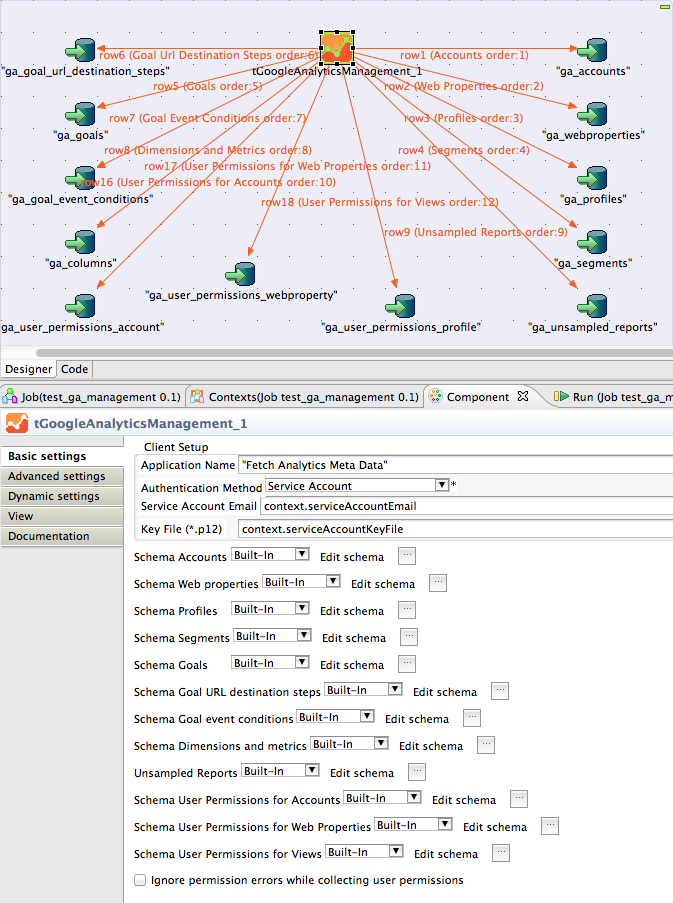 row6 (Goal Url Destination Steps order:6)
row1 (Accounts order:1)
"ga_goal_url_destination_steps"
tGoogleAnalyticsManagement_1
"ga_accounts"
row5 (Goals order:5)
row2 (Web Properties order:2)
row7 (Goal Event Conditions order:7)
row3 (Profiles order:3)
"ga_goals"
"ga_webproperties"
row8 (Dimensions and Metrics order:8)
row4 (Segments order:4)
row17 (User Permissions for Web Properties order:11)
row16 (User Permissions for Accounts order:10)
"ga_goal_event_conditions"
row18 (User Permissions for Views order:12)
"ga_profiles"
row9 (Unsampled Reports order:9)
"ga_columns"
"ga_segments"
"ga_user_permissions_webproperty"
ga_user_permissions_account"
"ga_user_permissions_profile"
"ga_unsampled_reports"
Designer Code
Job(test_ga_management 0.1) Contexts(Job test_ga_management 0.1) Component Run (Job test_ga_m
tGoogleAnalyticsManagement_1
Basic settings
Advanced settings
Dynamic settings
View
Documentation
Client Setup
Application Name "Fetch Analytics Meta Data"
Authentication Method Service Account *
Service Account Email context.serviceAccountEmail
Key File (*.p12) context.serviceAccountKeyFile
Schema Accounts Built-In Edit schema ...
Schema Web properties Built-In Edit schema ...
Schema Profiles Built-In Edit schema ...
Schema Segments Built-In Edit schema ...
Schema Goals Built-In Edit schema ...
Schema Goal URL destination steps Built-In Edit schema ...
Schema Goal event conditions Built-In Edit schema ...
Schema Dimensions and metrics Built-In Edit schema ...
Unsampled Reports Built-In Edit schema ...
Schema User Permissions for Accounts Built-In Edit schema ...
Schema User Permissions for Web Properties Built-In Edit schema ...
Schema User Permissions for Views Built-In Edit schema ...
Ignore permission errors while collecting user permissions